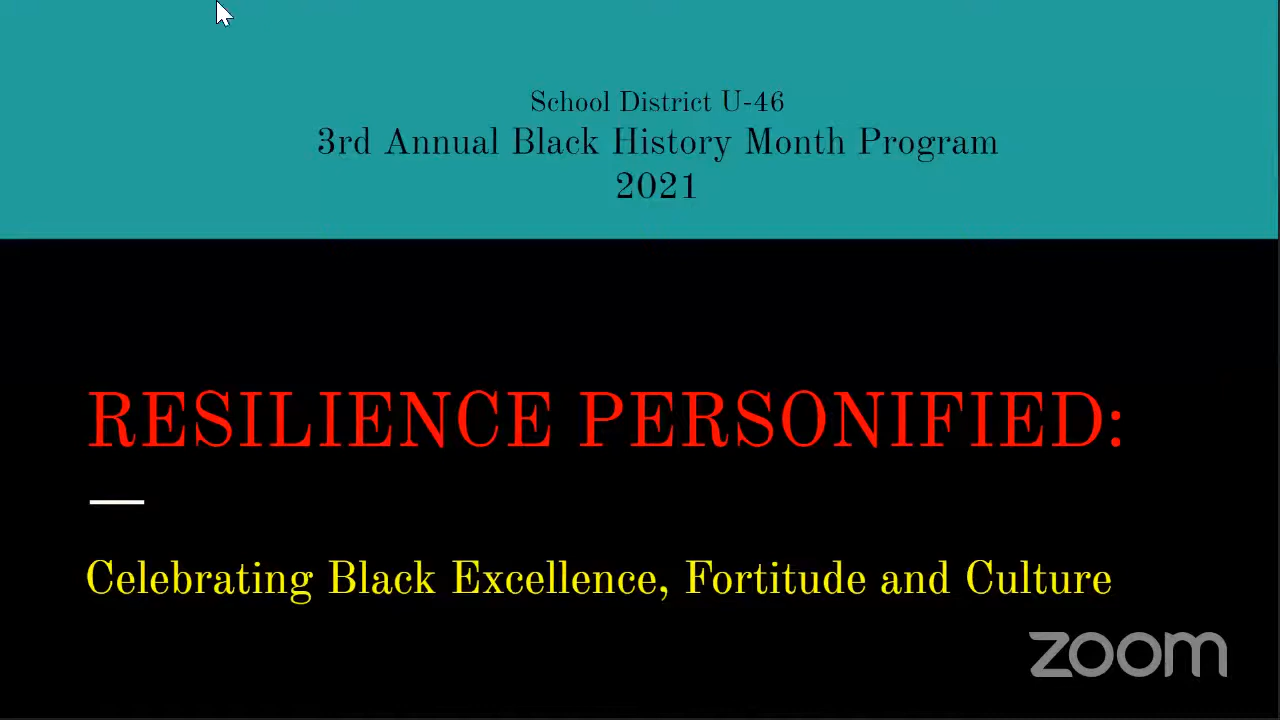 School District U-46
3rd Annual Black History Month Program
2021
RESILIENCE PERSONIFIED:
Celebrating Black Excellence, Fortitude and Culture
zoom